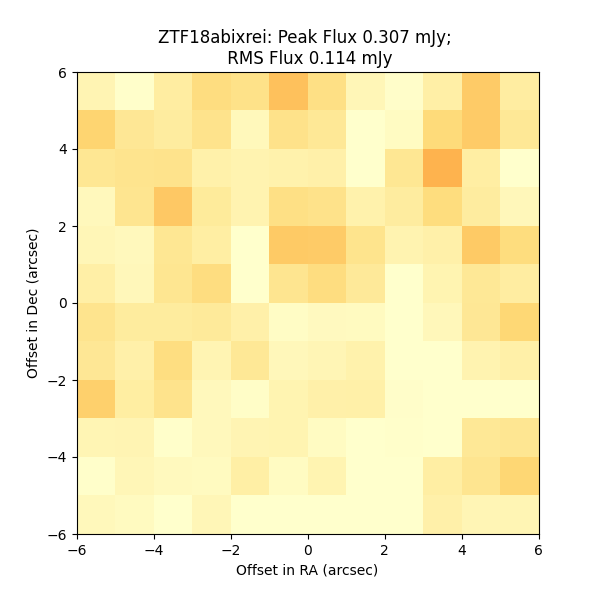 ZTF18abixrei: Peak Flux 0.307 mJy;
RMS Flux 0.114 mJy
6
4
2
0
−2
−4
−6
Offset in Dec (arcsec)
−6 −4 −2 0 2 4 6
Offset in RA (arcsec)